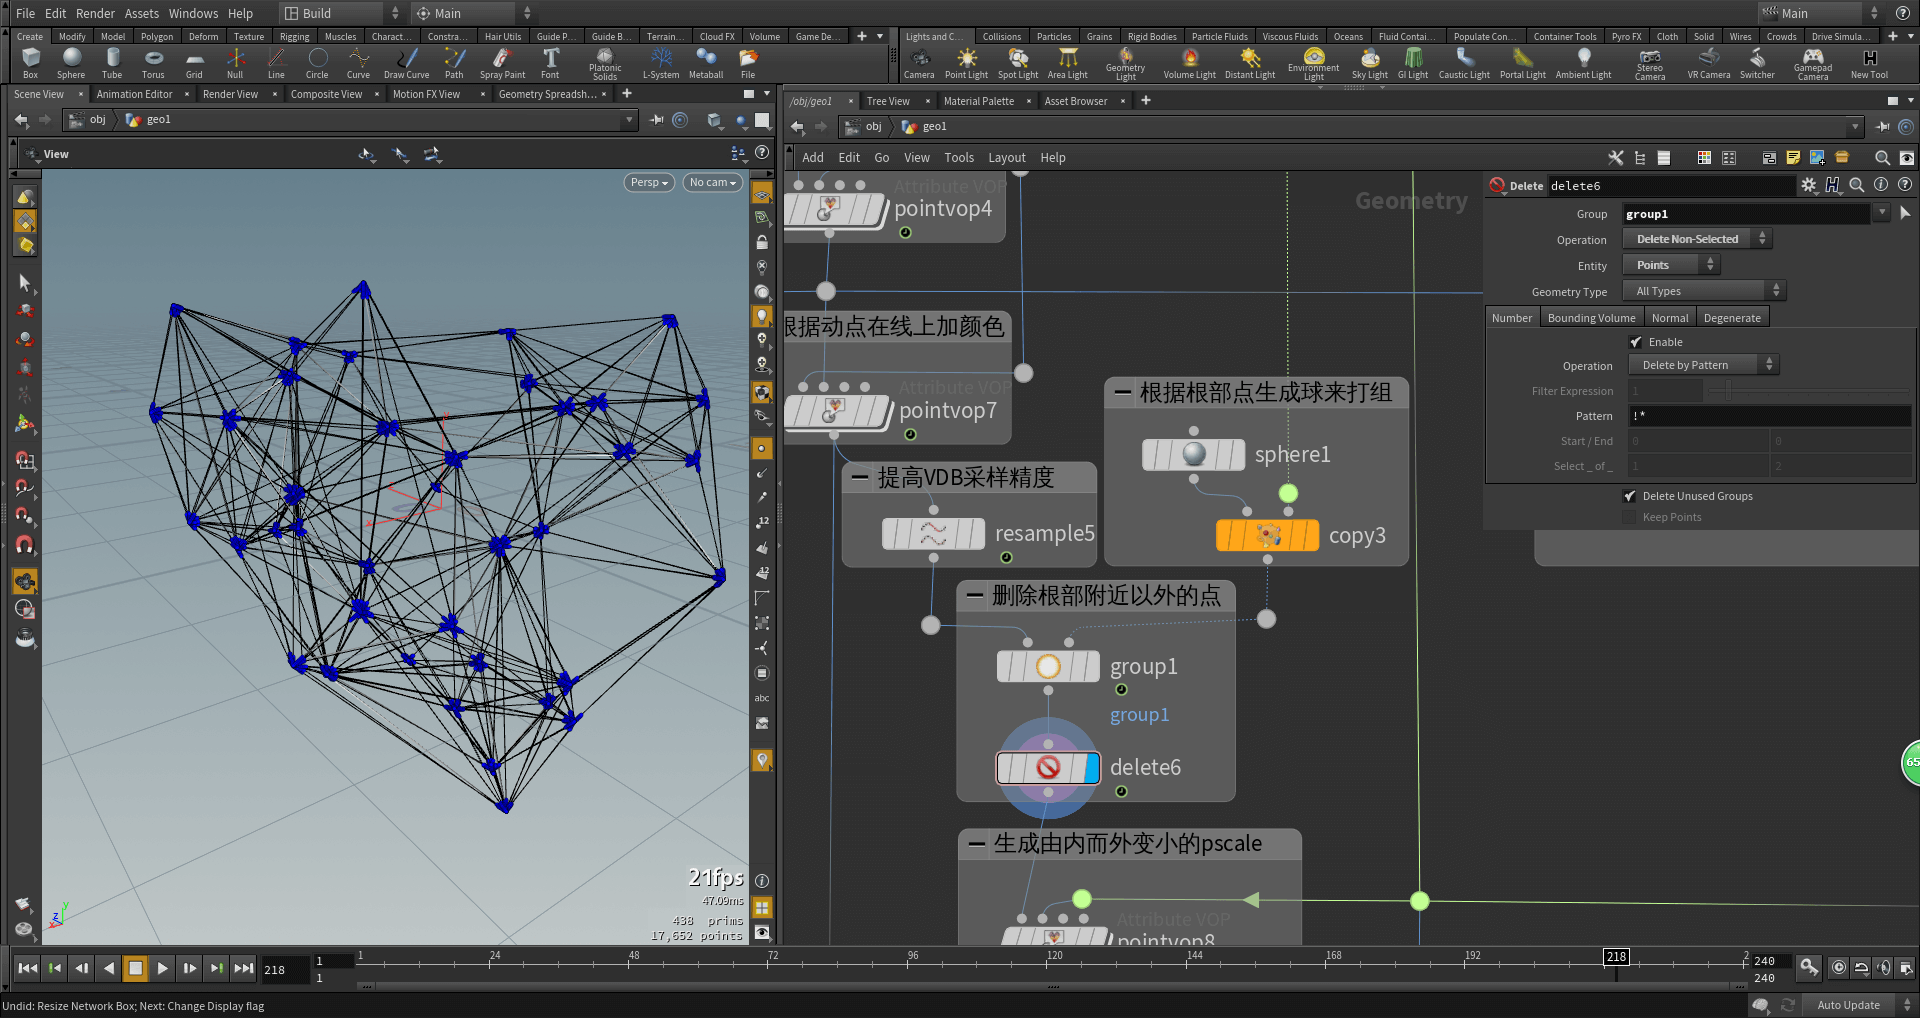 File Edit Render Assets Windows Help Build Main Main
Create Modify Model Polygon Deform Texture Rigging Muscles Charact... Constra... Hair Utils Guide P... Guide B... Terrain... Cloud FX Volume Game De...
Lights and C... Collisions Particles Grains Rigid Bodies Particle Fluids Viscous Fluids Oceans Fluid Contai... Populate Con... Container Tools Pyro FX Cloth Solid Wires Crowds Drive Simula...
Box Sphere Tube Torus Grid Null Line Circle Curve Draw Curve Path Spray Paint Font Platonic Solids L-System Metaball File
Camera Point Light Spot Light Area Light Geometry Light Volume Light Distant Light Environment Light Sky Light GI Light Caustic Light Portal Light Ambient Light Stereo Camera VR Camera Switcher Gamepad Camera New Tool
Scene View Animation Editor Render View Composite View Motion FX View Geometry Spreadsh...
/obj/geo1 Tree View Material Palette Asset Browser
obj geo1
obj geo1
View
Add Edit Go View Tools Layout Help
Persp No cam
Geometry
Attribute VOP
pointvop4
根据动点在线上加颜色
Attribute VOP
pointvop7
提高VDB采样精度
resample5
根据根部点生成球来打组
sphere1
copy3
删除根部附近以外的点
group1
group1
delete6
生成由内而外变小的pscale
Attribute VOP
pointvop8
Delete delete6
Group group1
Operation Delete Non-Selected
Entity Points
Geometry Type All Types
Number Bounding Volume Normal Degenerate
Enable
Operation Delete by Pattern
Filter Expression 1
Pattern !*
Start / End 0 0
Select _ of _ 1 2
Delete Unused Groups
Keep Points
12
12
abc
65
21fps
47.09ms
438 prims
17,652 points
y
z
x
218 1 1 24 48 72 96 120 144 168 192 218 2 240
1 240
Undid: Resize Network Box; Next: Change Display flag
Auto Update